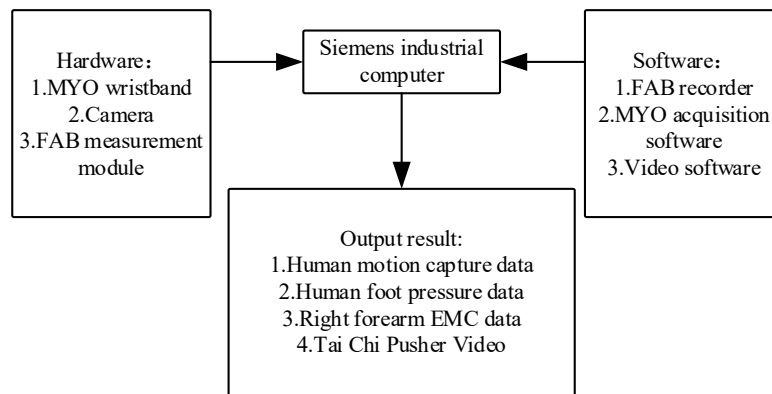 Hardware：
1.MYO wristband
2.Camera
3.FAB measurement
module
Siemens industrial
computer
Software：
1.FAB recorder
2.MYO acquisition
software
3.Video software
Output result:
1.Human motion capture data
2.Human foot pressure data
3.Right forearm EMC data
4.Tai Chi Pusher Video